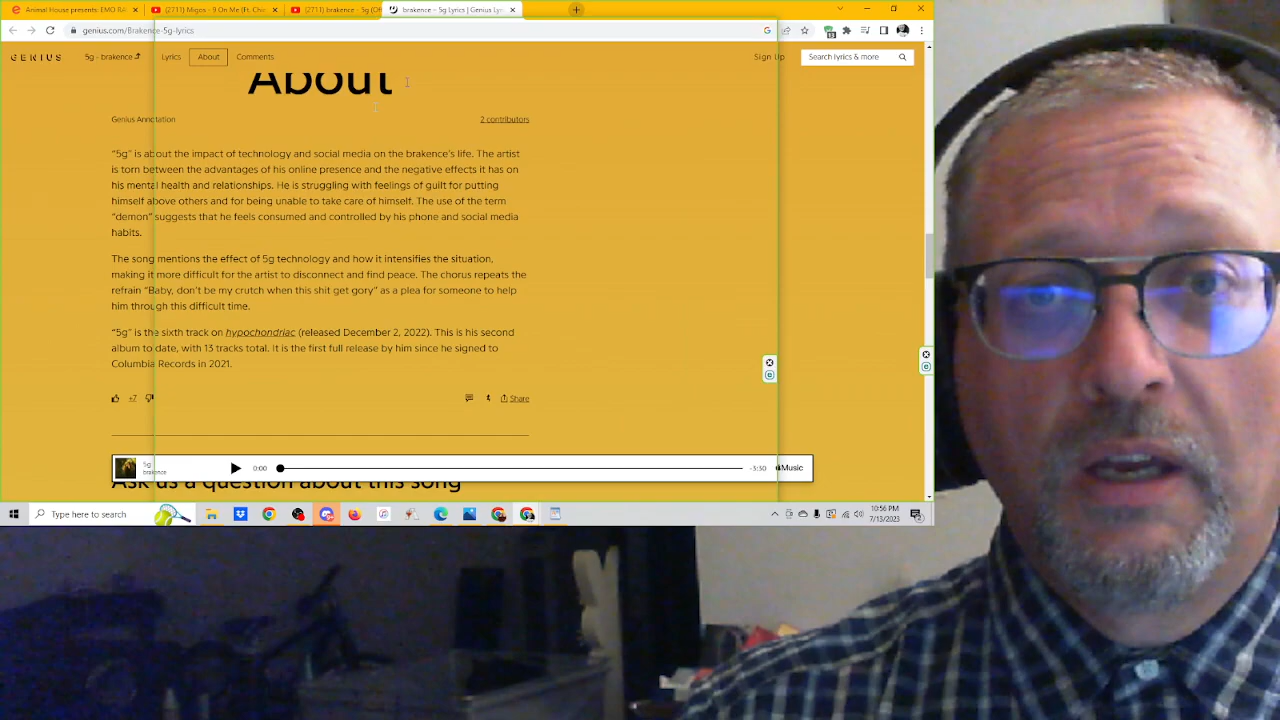 Animal House presents: EMO RA
(2711) Migos - 9 On Me (Ft. Chi
(2711) brakence - 5g (Of
brakence – 5g Lyrics | Genius Lyr
genius.com/Brakence-5g-lyrics
GENIUS
5g - brakence
Lyrics
About
Comments
Sign Up
Search lyrics & more
About
Genius Annotation
2 contributors
“5g” is about the impact of technology and social media on the brakence’s life. The artist
is torn between the advantages of his online presence and the negative effects it has on
his mental health and relationships. He is struggling with feelings of guilt for putting
himself above others and for being unable to take care of himself. The use of the term
“demon” suggests that he feels consumed and controlled by his phone and social media
habits.
The song mentions the effect of 5g technology and how it intensifies the situation,
making it more difficult for the artist to disconnect and find peace. The chorus repeats the
refrain “Baby, don’t be my crutch when this shit get gory” as a plea for someone to help
him through this difficult time.
“5g” is the sixth track on hypochondriac (released December 2, 2022). This is his second
album to date, with 13 tracks total. It is the first full release by him since he signed to
Columbia Records in 2021.
+7
Share
5g
brakence
0:00
-3:30
Music
Ask us a question about this song
Type here to search
10:56 PM
7/13/2023